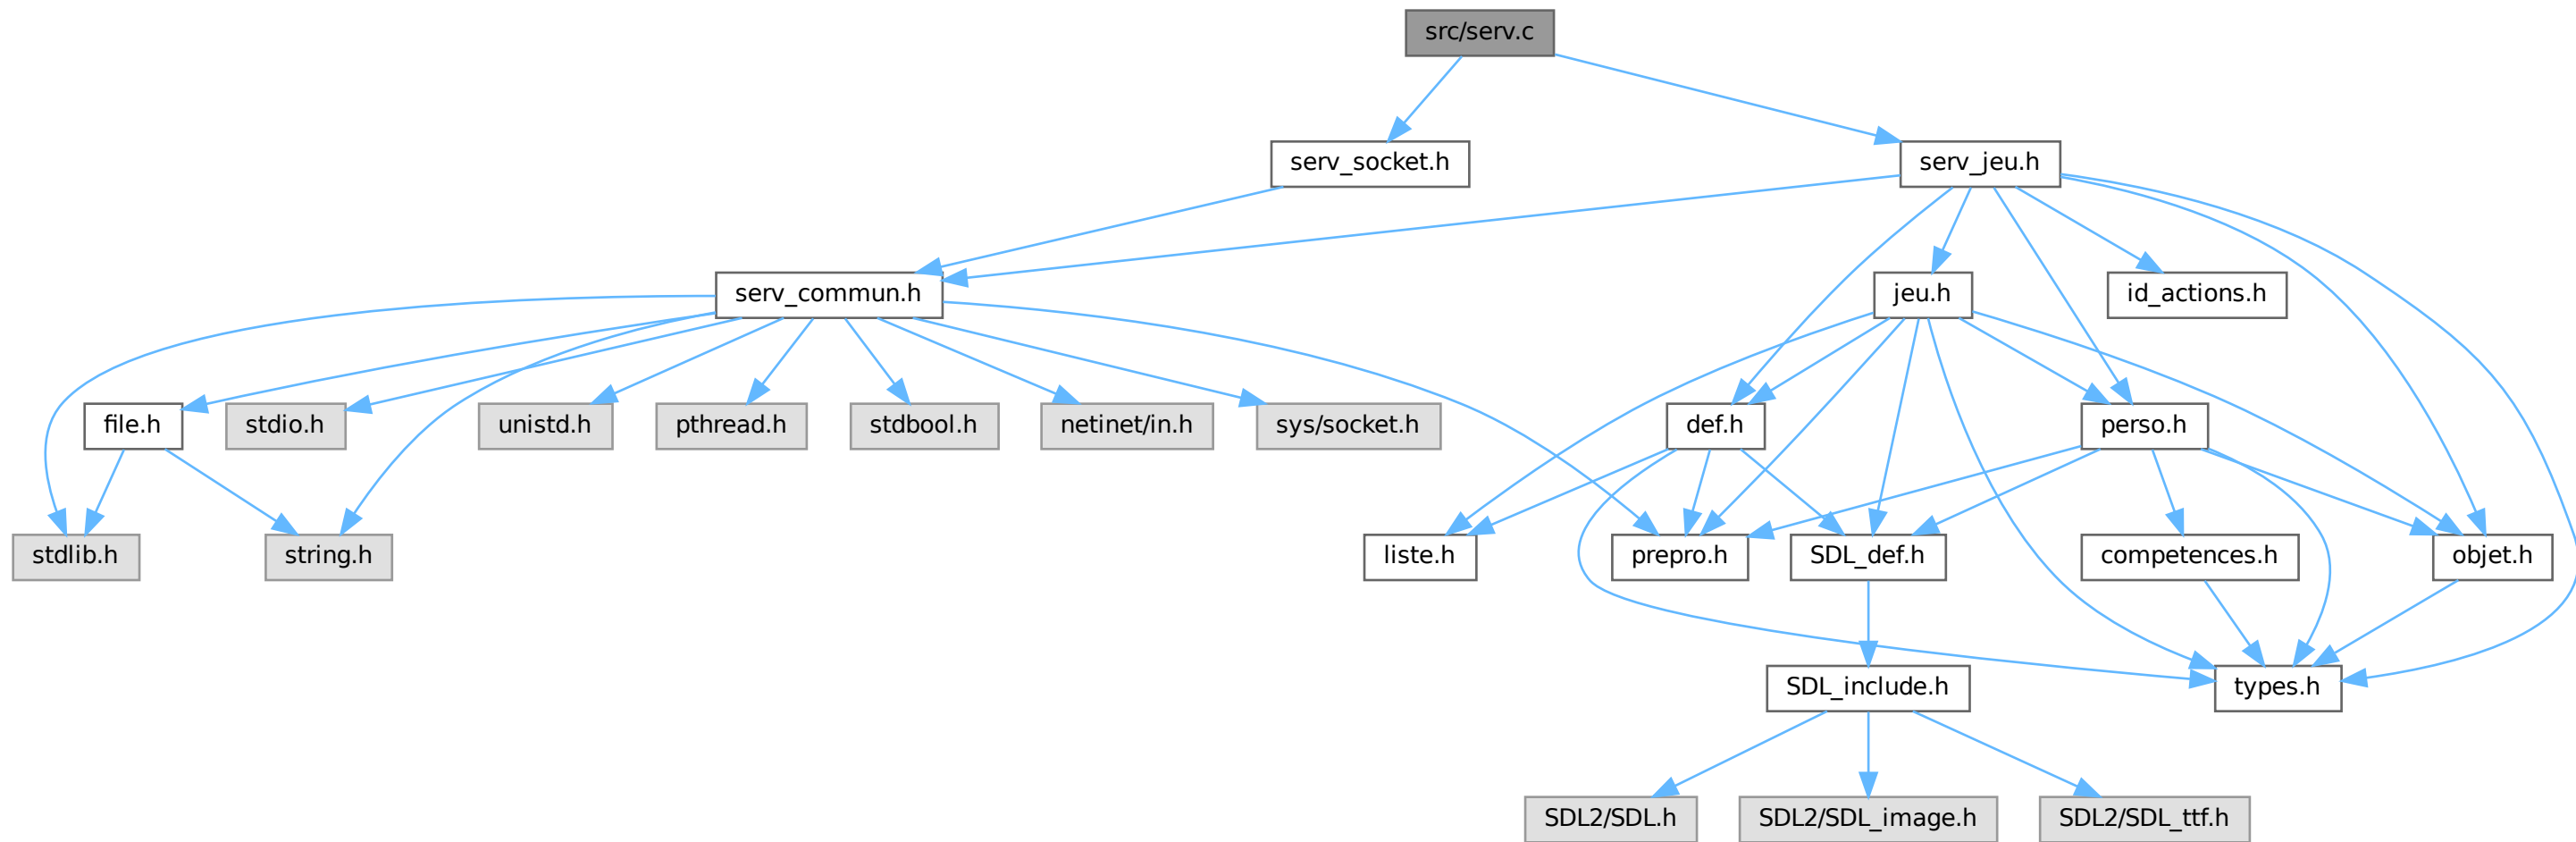 src/serv.c
serv_socket.h
serv_jeu.h
serv_commun.h
jeu.h
id_actions.h
file.h
stdio.h
unistd.h
pthread.h
stdbool.h
netinet/in.h
sys/socket.h
def.h
perso.h
stdlib.h
string.h
liste.h
prepro.h
SDL_def.h
competences.h
objet.h
SDL_include.h
types.h
SDL2/SDL.h
SDL2/SDL_image.h
SDL2/SDL_ttf.h